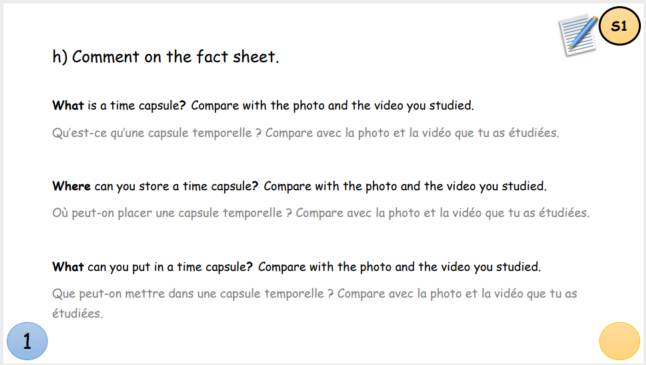 S1
h) Comment on the fact sheet.
What is a time capsule? Compare with the photo and the video you studied.
Qu'est-ce qu'une capsule temporelle ? Compare avec la photo et la vidéo que tu as étudiées.
Where can you store a time capsule? Compare with the photo and the video you studied.
Où peut-on placer une capsule temporelle ? Compare avec la photo et la vidéo que tu as étudiées.
What can you put in a time capsule? Compare with the photo and the video you studied.
Que peut-on mettre dans une capsule temporelle ? Compare avec la photo et la vidéo que tu as
étudiées.
1